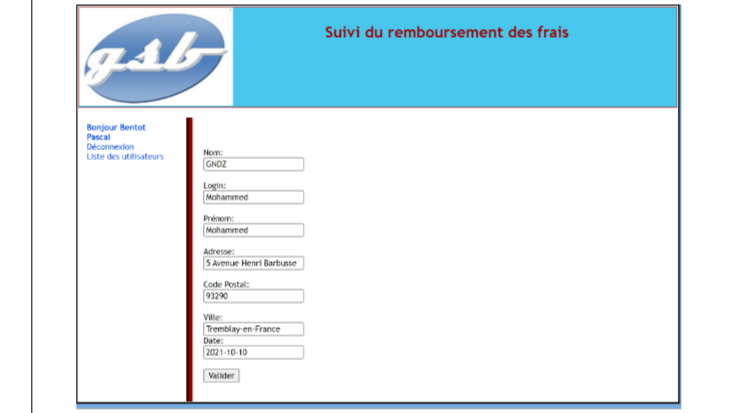 gsb
Suivi du remboursement des frais
Bonjour Bentot
Pascal
Déconnexion
Liste des utilisateurs
Nom:
GNDZ
Login:
Mohammed
Prénom:
Mohammed
Adresse:
5 Avenue Henri Barbusse
Code Postal:
93290
Ville:
Tremblay-en-France
Date:
2021-10-10
Valider